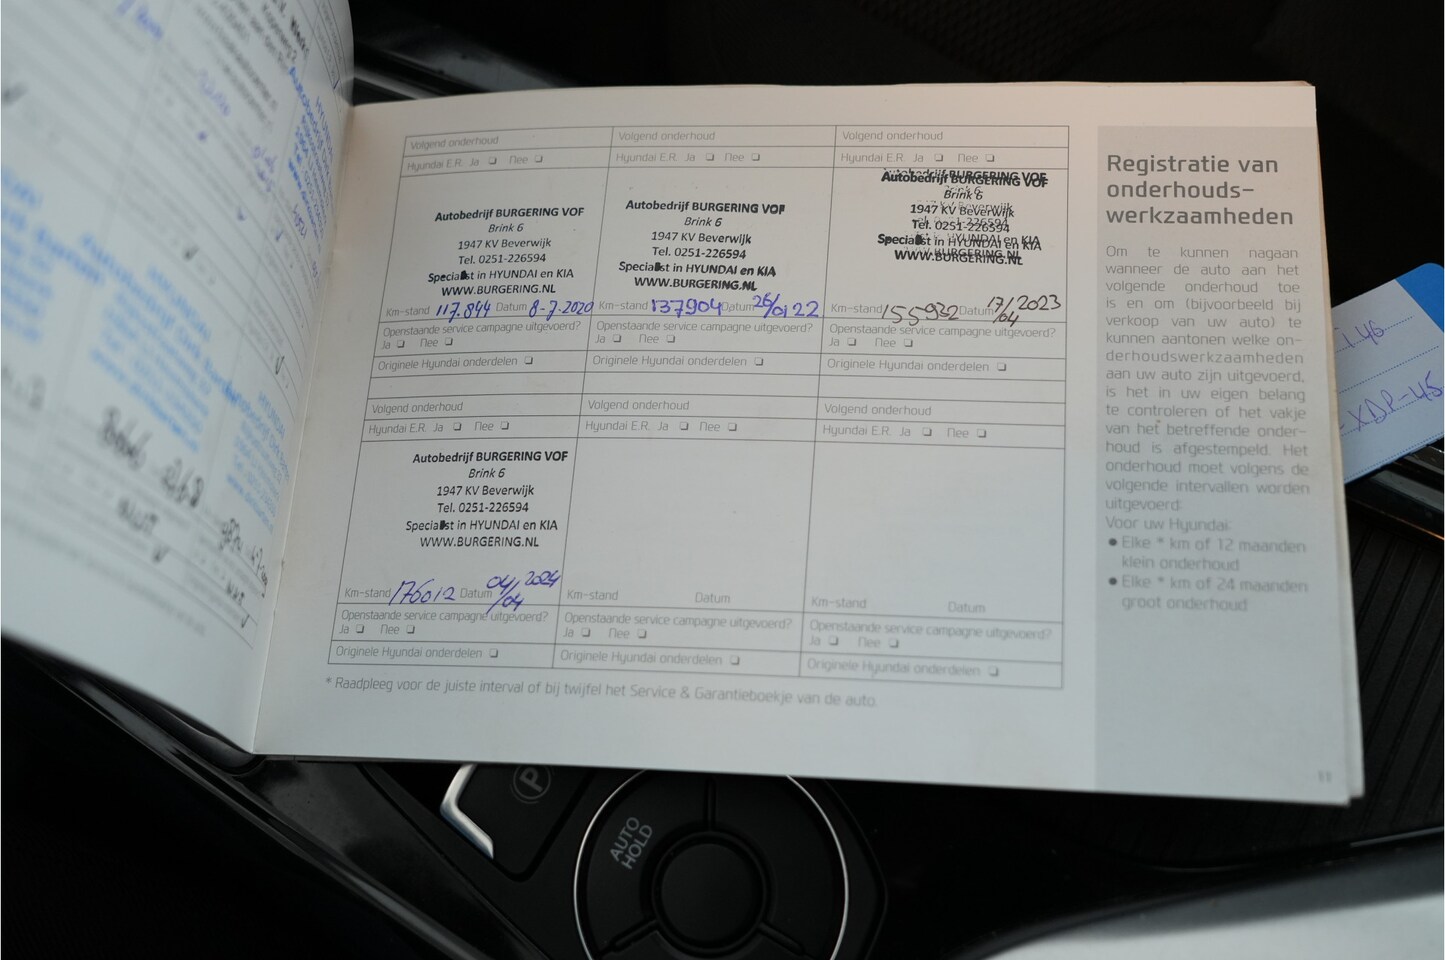 Volgend onderhoud
Hyundai E.R. Ja Nee
Autobedrijf BURGERING VOF
Brink 6
1947 KV Beverwijk
Tel. 0251-226594
Specialist in HYUNDAI en KIA
WWW.BURGERING.NL
Km-stand 117.844 Datum 8-7-2020
Openstaande service campagne uitgevoerd?
Ja Nee
Originele Hyundai onderdelen
Volgend onderhoud
Hyundai E.R. Ja Nee
Autobedrijf BURGERING VOF
Brink 6
1947 KV Beverwijk
Tel. 0251-226594
Specialist in HYUNDAI en KIA
WWW.BURGERING.NL
Km-stand 137904 Datum 26/01 22
Openstaande service campagne uitgevoerd?
Ja Nee
Originele Hyundai onderdelen
Volgend onderhoud
Hyundai E.R. Ja Nee
Autobedrijf BURGERING VOF
Brink 6
1947 KV Beverwijk
Tel. 0251-226594
Specialist in HYUNDAI en KIA
WWW.BURGERING.NL
Km-stand 155932 Datum 17/04 2023
Openstaande service campagne uitgevoerd?
Ja Nee
Originele Hyundai onderdelen
Volgend onderhoud
Hyundai E.R. Ja Nee
Autobedrijf BURGERING VOF
Brink 6
1947 KV Beverwijk
Tel. 0251-226594
Specialist in HYUNDAI en KIA
WWW.BURGERING.NL
Km-stand 176012 Datum 04/04 2024
Openstaande service campagne uitgevoerd?
Ja Nee
Originele Hyundai onderdelen
Volgend onderhoud
Hyundai E.R. Ja Nee
Km-stand Datum
Openstaande service campagne uitgevoerd?
Ja Nee
Originele Hyundai onderdelen
Volgend onderhoud
Hyundai E.R. Ja Nee
Km-stand Datum
Openstaande service campagne uitgevoerd?
Ja Nee
Originele Hyundai onderdelen
* Raadpleeg voor de juiste interval of bij twijfel het Service & Garantieboekje van de auto.
Registratie van
onderhouds-
werkzaamheden
Om te kunnen nagaan
wanneer de auto aan het
volgende onderhoud toe
is en om (bijvoorbeeld bij
verkoop van uw auto) te
kunnen aantonen welke on-
derhoudswerkzaamheden
aan uw auto zijn uitgevoerd,
is het in uw eigen belang
te controleren of het vakje
van het betreffende onder-
houd is afgestempeld. Het
onderhoud moet volgens de
volgende intervallen worden
uitgevoerd:
Voor uw Hyundai:
● Elke * km of 12 maanden
klein onderhoud
● Elke * km of 24 maanden
groot onderhoud
XDP-45
P
AUTO
HOLD